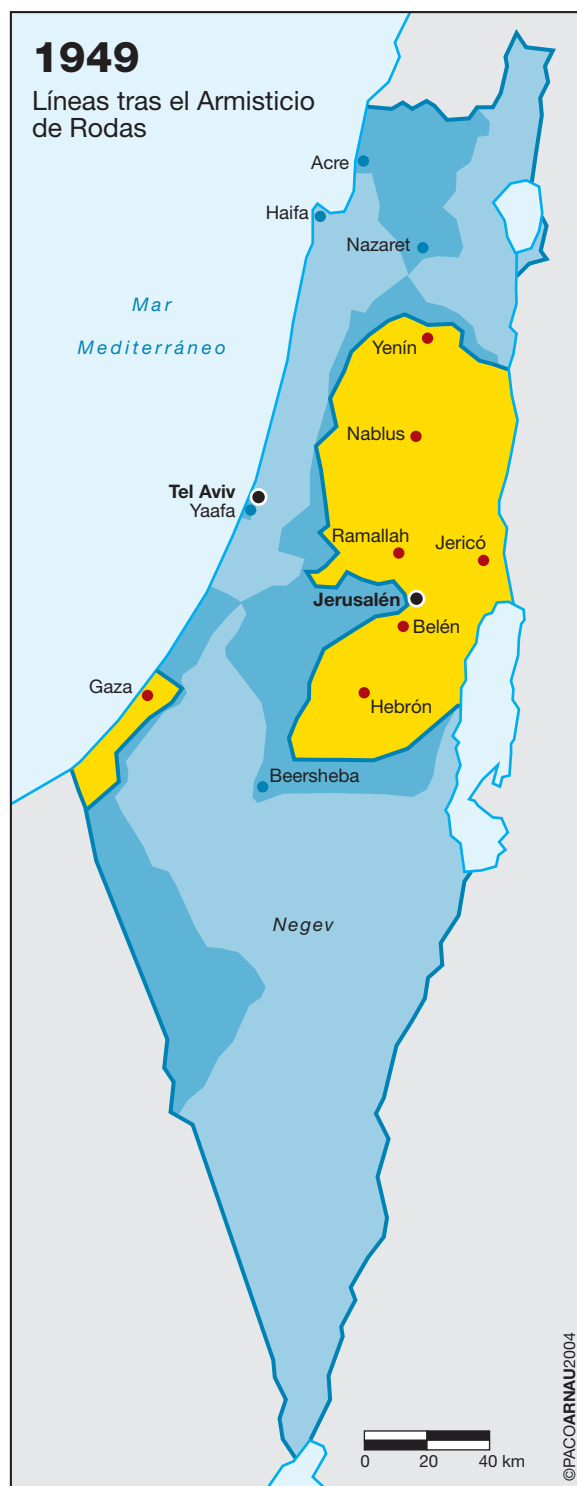 1949
Líneas tras el Armisticio
de Rodas
Acre
Haifa
Nazaret
Mar
Mediterráneo
Yenín
Nablus
Tel Aviv
Yaafa
Ramallah
Jericó
Jerusalén
Belén
Gaza
Hebrón
Beersheba
Negev
0 20 40 km
©PACOARNAU2004